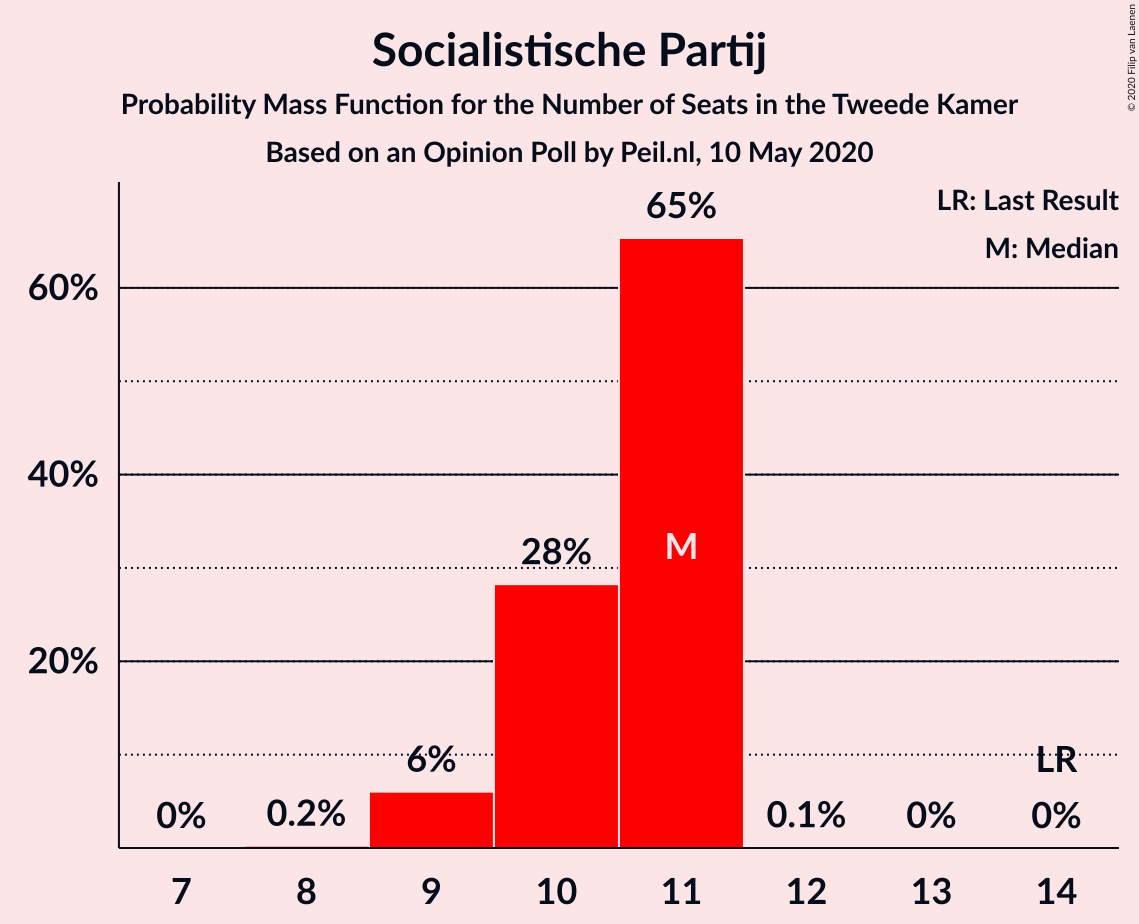 Socialistische Partij
Probability Mass Function for the Number of Seats in the Tweede Kamer
Based on an Opinion Poll by Peil.nl, 10 May 2020
© 2020 Filip van Laenen
LR: Last Result
M: Median
60%
40%
20%
0%
0.2%
6%
28%
65%
M
0.1%
0%
LR
0%
7 8 9 10 11 12 13 14